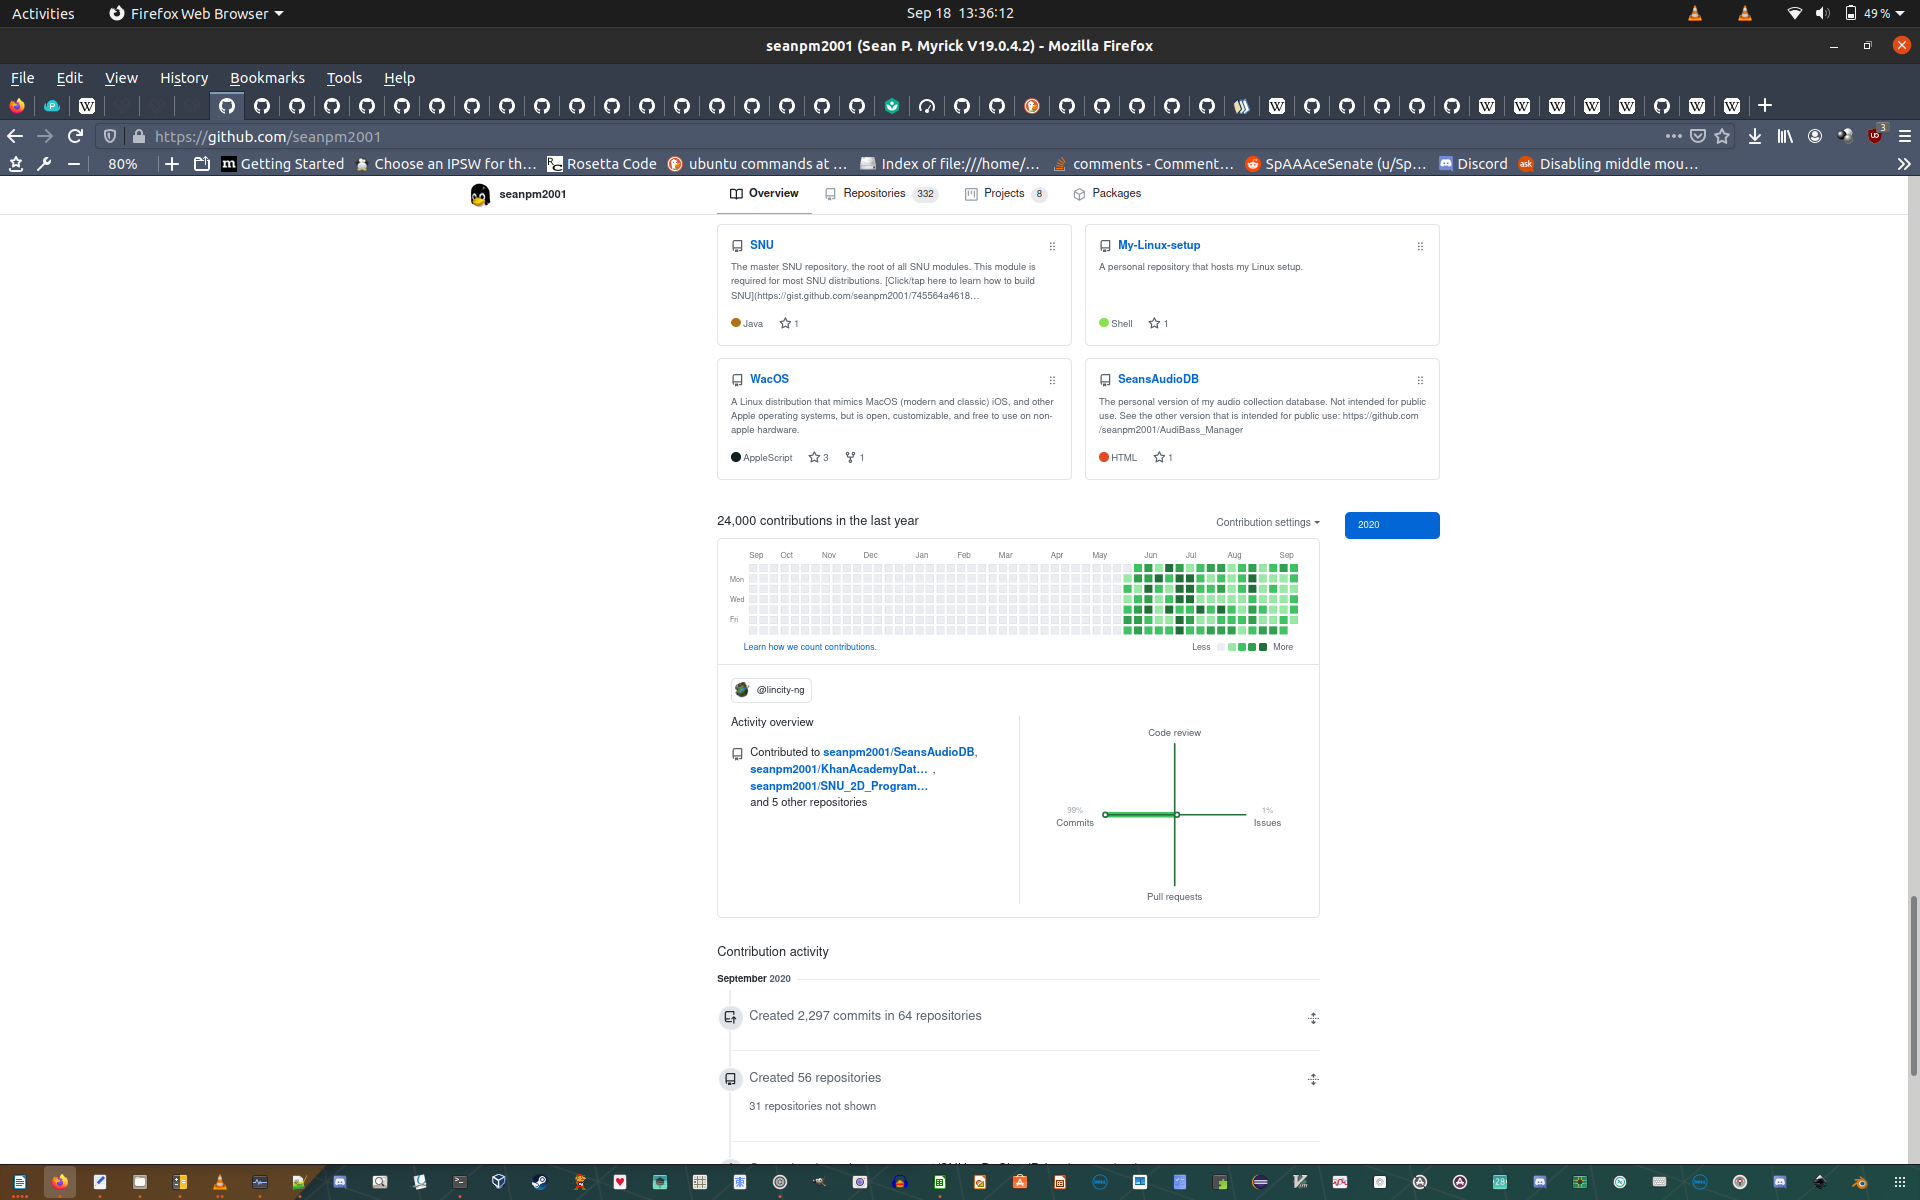 Activities
Firefox Web Browser
Sep 18 13:36:12
49 %
seanpm2001 (Sean P. Myrick V19.0.4.2) - Mozilla Firefox
File Edit View History Bookmarks Tools Help
https://github.com/seanpm2001
3
80%
Getting Started
Choose an IPSW for th...
Rosetta Code
ubuntu commands at ...
Index of file:///home/...
comments - Comment...
SpAAAceSenate (u/Sp...
Discord
Disabling middle mou...
seanpm2001
Overview
Repositories 332
Projects 8
Packages
SNU
The master SNU repository, the root of all SNU modules. This module is
required for most SNU distributions. [Click/tap here to learn how to build
SNU](https://gist.github.com/seanpm2001/745564a4618...
Java 1
My-Linux-setup
A personal repository that hosts my Linux setup.
Shell 1
WacOS
A Linux distribution that mimics MacOS (modern and classic) iOS, and other
Apple operating systems, but is open, customizable, and free to use on non-
apple hardware.
AppleScript 3 1
SeansAudioDB
The personal version of my audio collection database. Not intended for public
use. See the other version that is intended for public use: https://github.com
/seanpm2001/AudiBass_Manager
HTML 1
24,000 contributions in the last year
Contribution settings
2020
Sep Oct Nov Dec Jan Feb Mar Apr May Jun Jul Aug Sep
Mon
Wed
Fri
Learn how we count contributions.
Less More
@lincity-ng
Activity overview
Contributed to seanpm2001/SeansAudioDB,
seanpm2001/KhanAcademyDat... ,
seanpm2001/SNU_2D_Program...
and 5 other repositories
Code review
99%
Commits
1%
Issues
Pull requests
Contribution activity
September 2020
Created 2,297 commits in 64 repositories
Created 56 repositories
31 repositories not shown